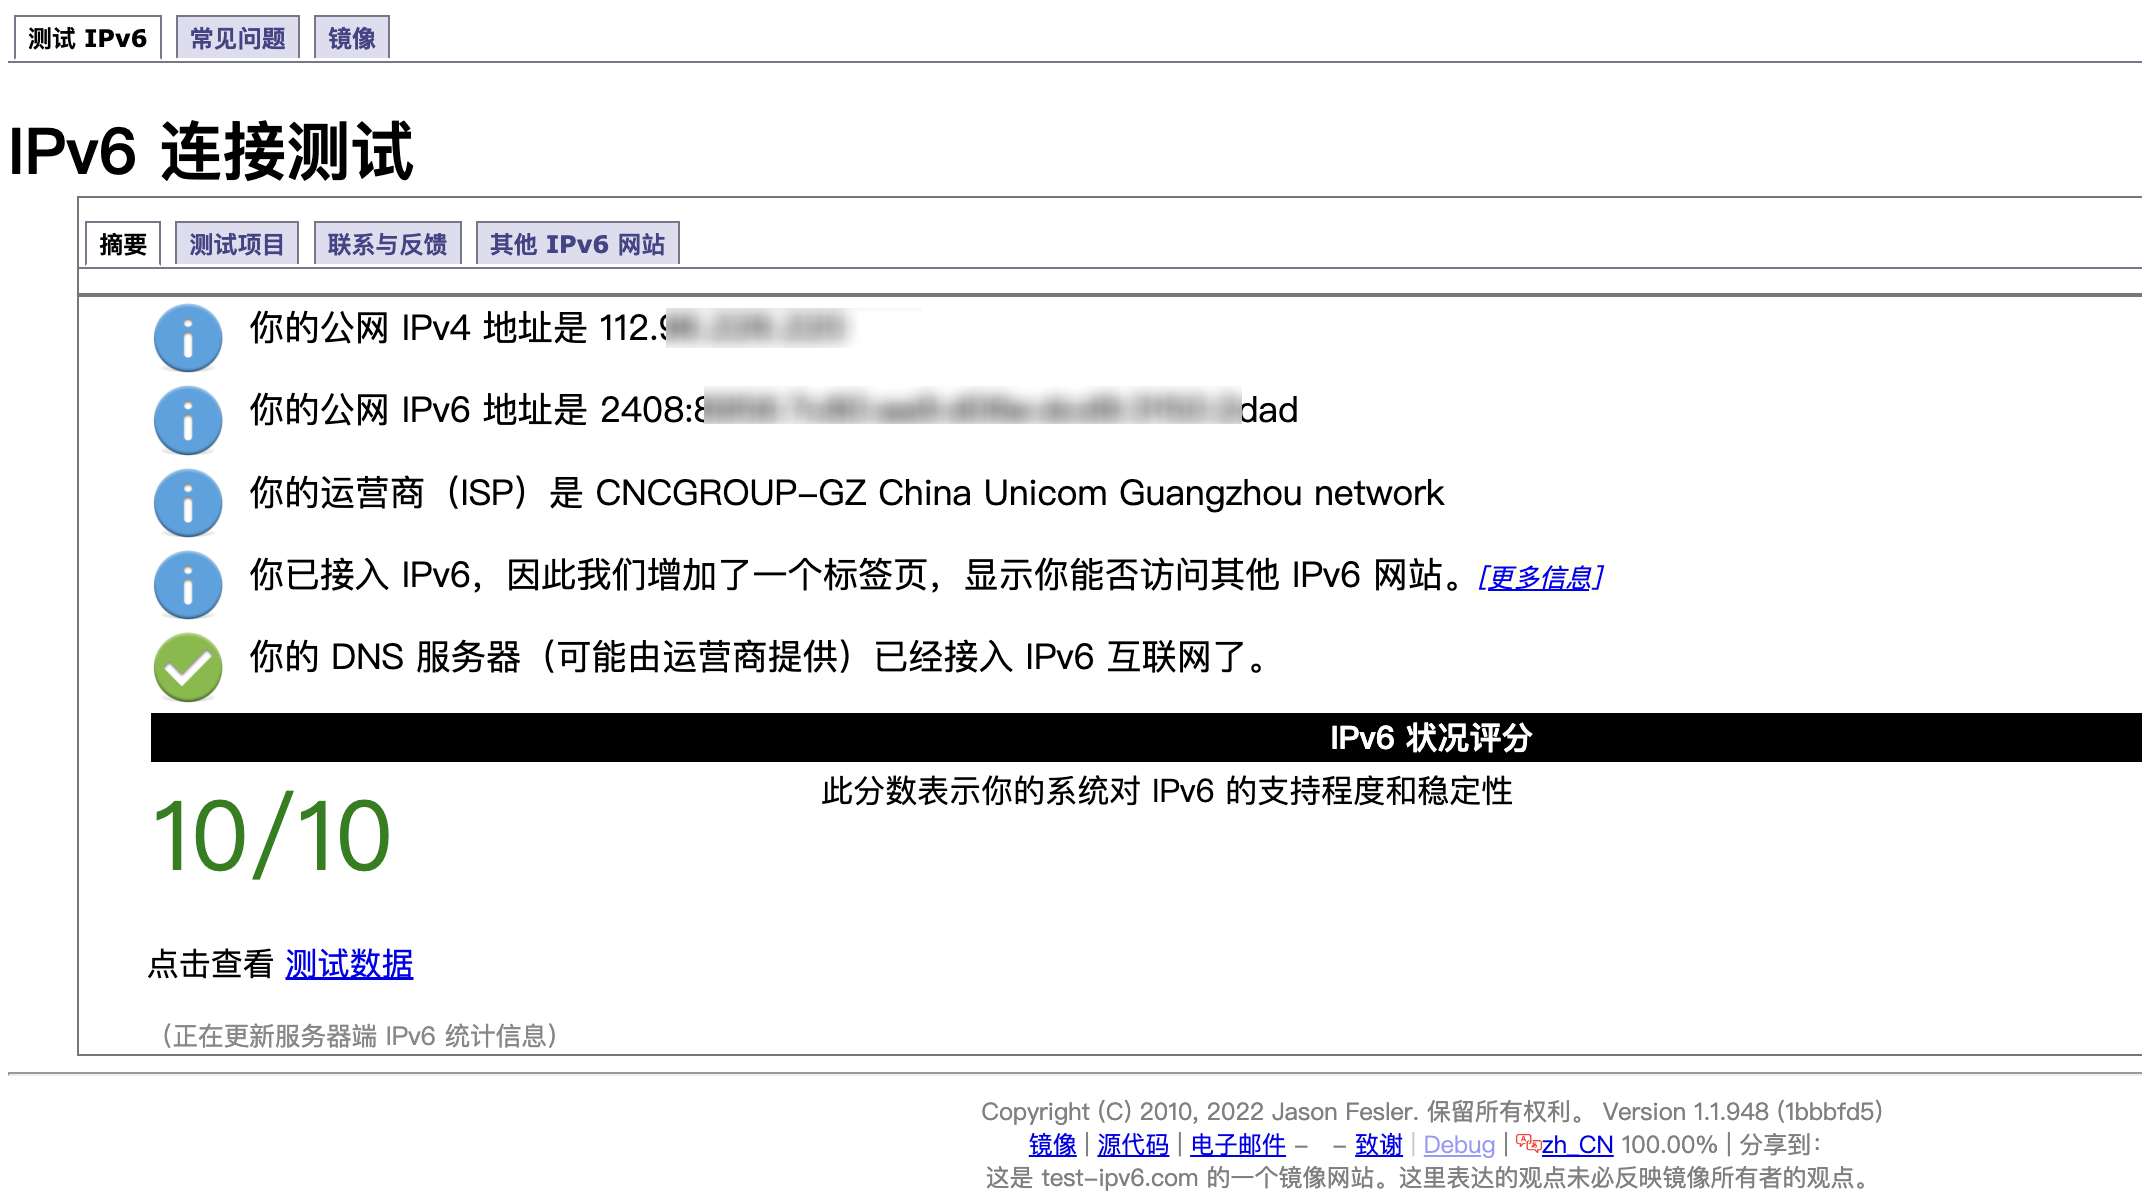 测试 IPv6 常见问题 镜像
IPv6 连接测试
摘要 测试项目 联系与反馈 其他 IPv6 网站
你的公网 IPv4 地址是 112.
你的公网 IPv6 地址是 2408: dad
你的运营商（ISP）是 CNCGROUP-GZ China Unicom Guangzhou network
你已接入 IPv6，因此我们增加了一个标签页，显示你能否访问其他 IPv6 网站。[更多信息]
你的 DNS 服务器（可能由运营商提供）已经接入 IPv6 互联网了。
IPv6 状况评分
10/10 此分数表示你的系统对 IPv6 的支持程度和稳定性
点击查看 测试数据
（正在更新服务器端 IPv6 统计信息）
Copyright (C) 2010, 2022 Jason Fesler. 保留所有权利。 Version 1.1.948 (1bbbfd5)
镜像 | 源代码 | 电子邮件 – – 致谢 | Debug | zh_CN 100.00% | 分享到：
这是 test-ipv6.com 的一个镜像网站。这里表达的观点未必反映镜像所有者的观点。